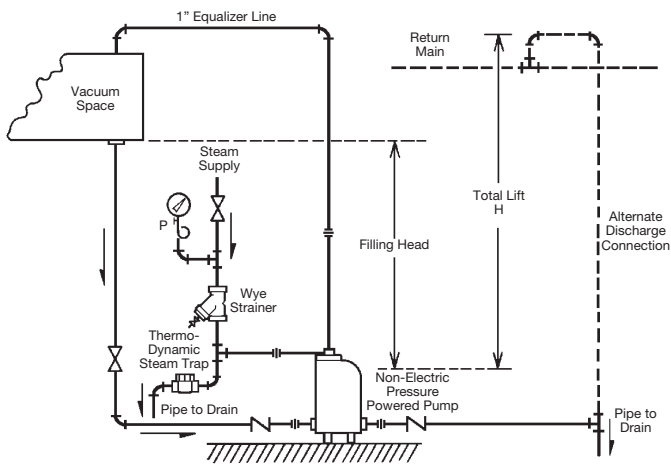 1” Equalizer Line
Return
Main
Vacuum
Space
Steam
Supply
P
Total Lift
H
Filling Head
Alternate
Discharge
Connection
Wye
Strainer
Thermo-
Dynamic
Steam Trap
Non-Electric
Pressure
Powered Pump
Pipe to Drain
Pipe to
Drain